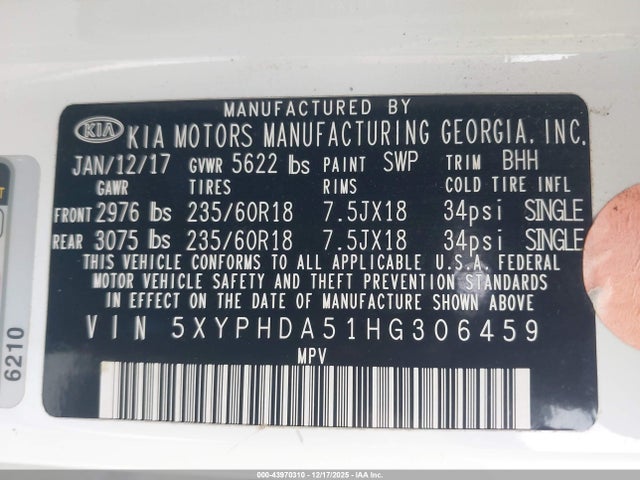 MANUFACTURED BY
KIA KIA MOTORS MANUFACTURING GEORGIA, INC.
JAN/12/17 GVWR 5622 lbs PAINT SWP TRIM BHH
GAWR TIRES RIMS COLD TIRE INFL
FRONT 2976 lbs 235/60R18 7.5JX18 34psi SINGLE
REAR 3075 lbs 235/60R18 7.5JX18 34psi SINGLE
THIS VEHICLE CONFORMS TO ALL APPLICABLE U.S.A. FEDERAL
MOTOR VEHICLE SAFETY AND THEFT PREVENTION STANDARDS
IN EFFECT ON THE DATE OF MANUFACTURE SHOWN ABOVE.
VIN 5XYPHDA51HG306459
MPV
6210
000-43970310 - 12/17/2025 - IAA Inc.